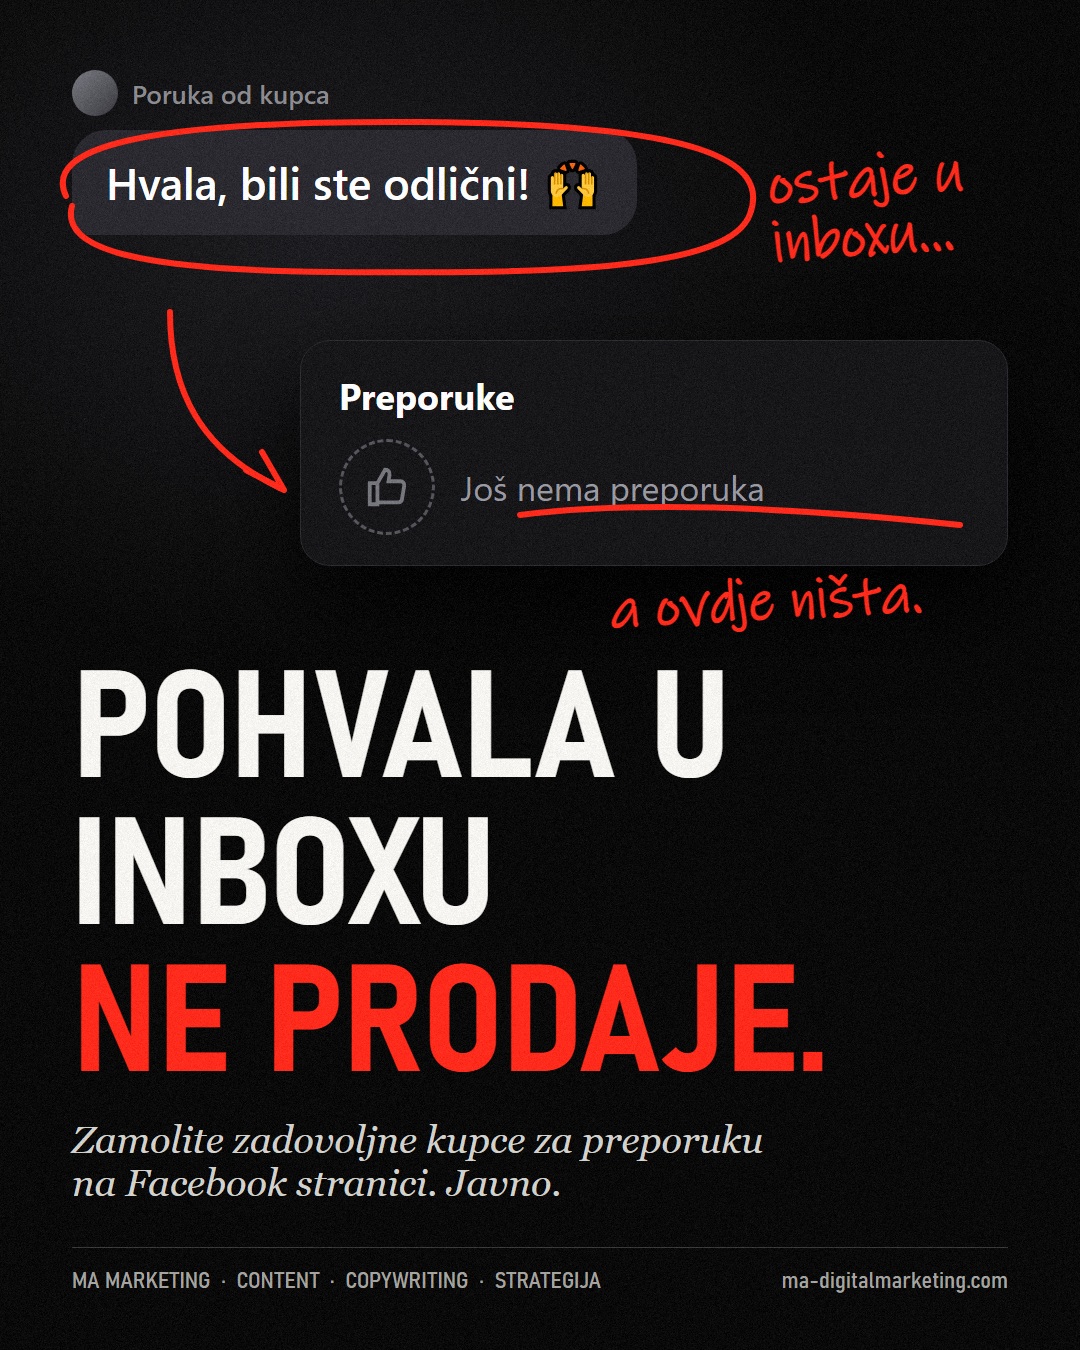 Poruka od kupca
Hvala, bili ste odlični! 🙌
ostaje u
inboxu...
Preporuke
Još nema preporuka
a ovdje ništa.
POHVALA U
INBOXU
NE PRODAJE.
Zamolite zadovoljne kupce za preporuku
na Facebook stranici. Javno.
MA MARKETING · CONTENT · COPYWRITING · STRATEGIJA
ma-digitalmarketing.com